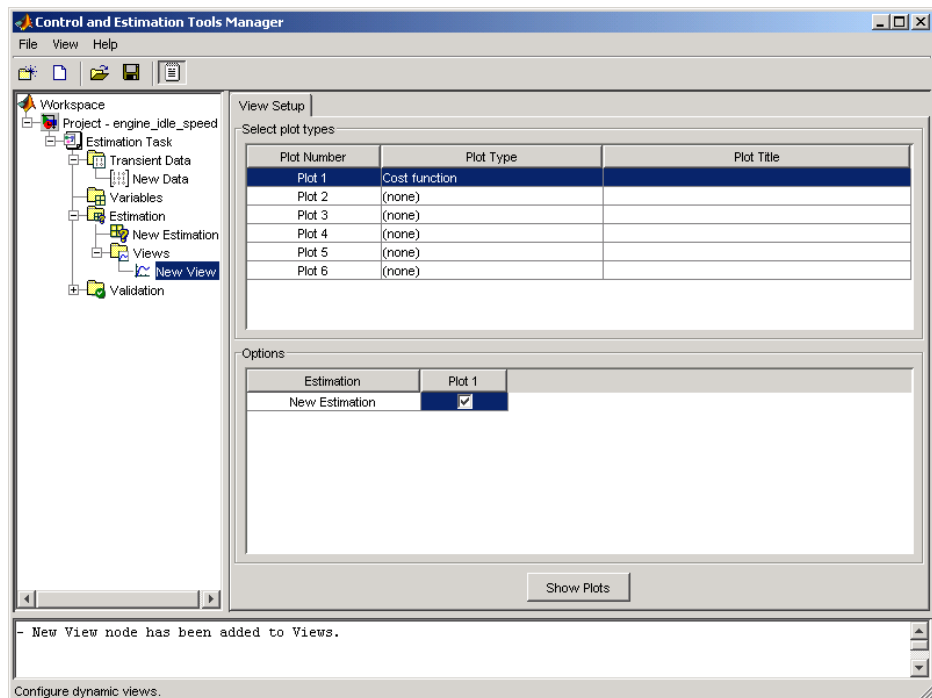 Control and Estimation Tools Manager
File View Help
Workspace
Project - engine_idle_speed
Estimation Task
Transient Data
New Data
Variables
Estimation
New Estimation
Views
New View
Validation
View Setup
Select plot types
Plot Number Plot Type Plot Title
Plot 1 Cost function
Plot 2 (none)
Plot 3 (none)
Plot 4 (none)
Plot 5 (none)
Plot 6 (none)
Options
Estimation Plot 1
New Estimation
Show Plots
- New View node has been added to Views.
Configure dynamic views.